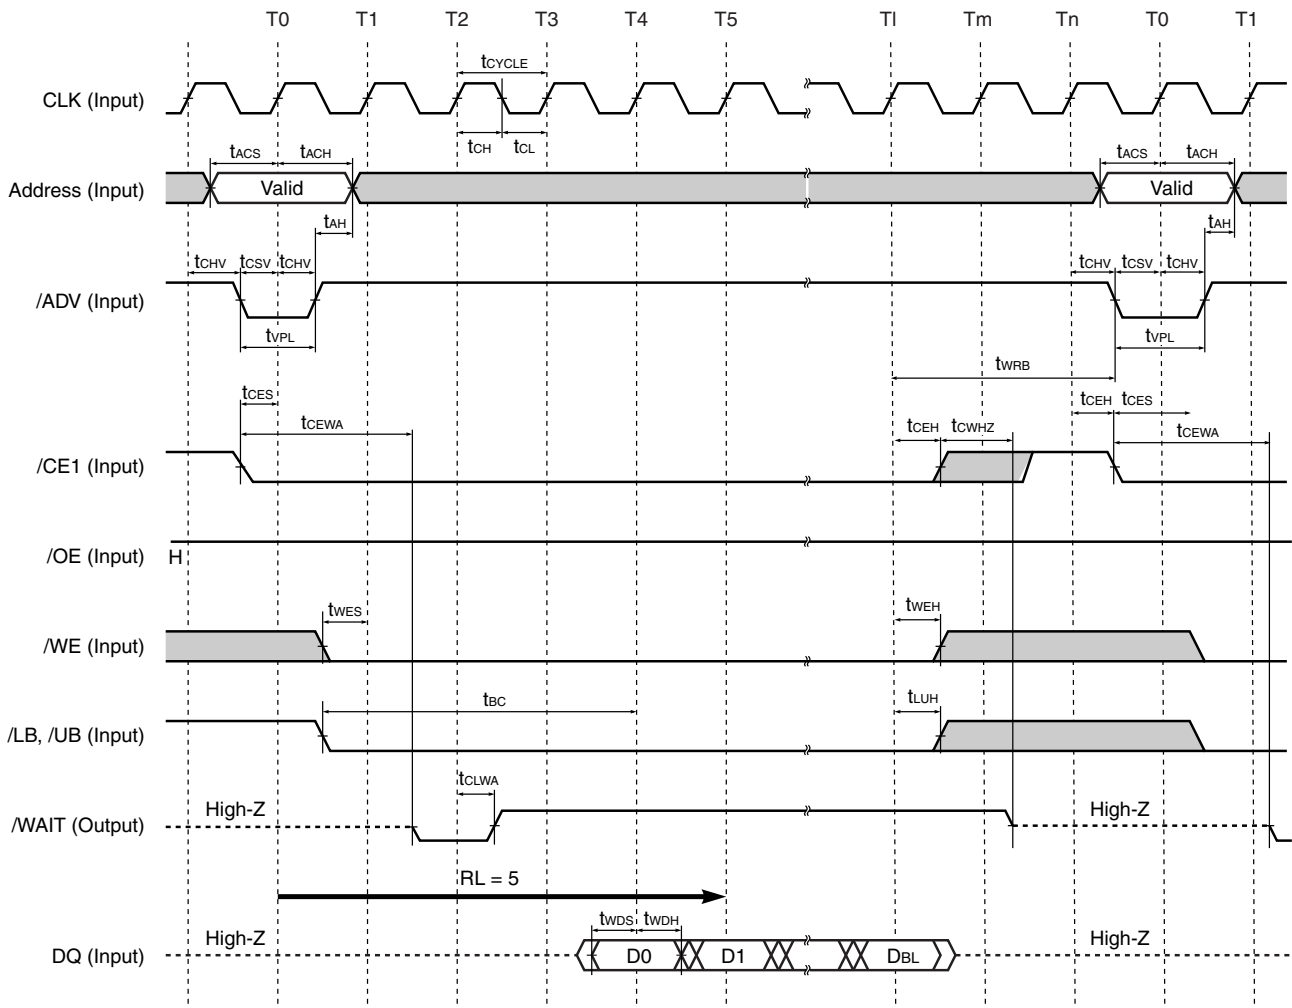 T0 T1 T2 T3 T4 T5 Tl Tm Tn T0 T1
tCYCLE
CLK (Input)
tCH tCL
tACS tACH tACS tACH
Address (Input) Valid Valid
tAH tAH
tCHV tCSV tCHV tCHV tCSV tCHV
/ADV (Input)
tVPL tVPL
tWRB
tCES tCEH tCES
tCEWA tCEH tCWHZ tCEWA
/CE1 (Input)
/OE (Input) H
tWES tWEH
/WE (Input)
tBC tLUH
/LB, /UB (Input)
tCLWA
High-Z High-Z
/WAIT (Output)
RL = 5
tWDS tWDH
High-Z High-Z
DQ (Input) D0 D1 DBL